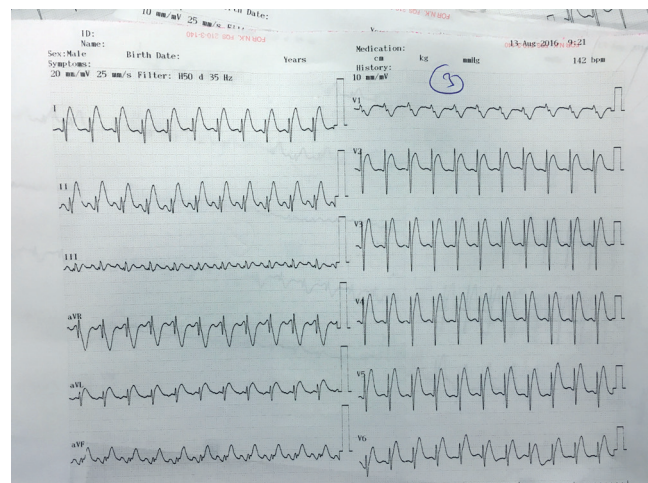 10 mm/mV 25 mm/s
ID:
Name:
Sex:Male Birth Date: Years
Symptoms:
20 mm/mV 25 mm/s Filter: H50 d 35 Hz
Medication:
cm kg mmHg
History:
10 mm/mV
13-Aug-2016 9:21
142 bpm
3
I
II
III
aVR
aVL
aVF
V1
V2
V3
V4
V5
V6